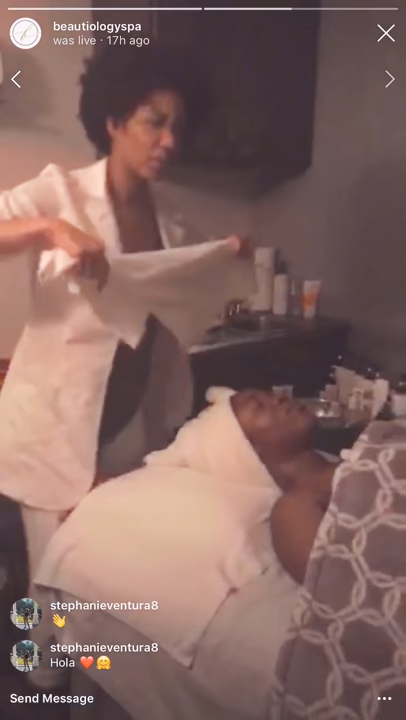 beautiologyspa
was live · 17h ago
stephanieventura8
👋
stephanieventura8
Hola ❤️🤗
Send Message